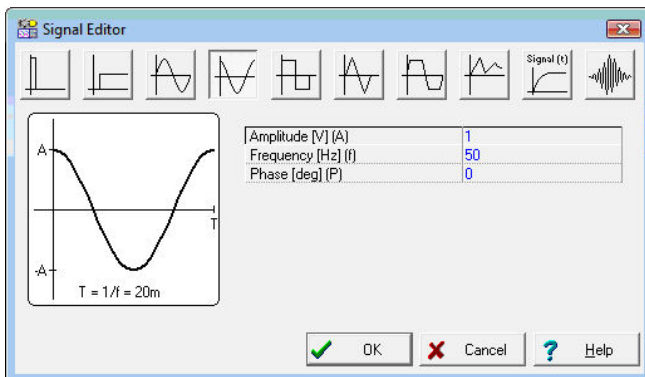 Signal Editor
Signal (t)
Amplitude [V] (A) 1
Frequency [Hz] (f) 50
Phase [deg] (P) 0
A
T
-A
T = 1/f = 20m
OK Cancel ? Help